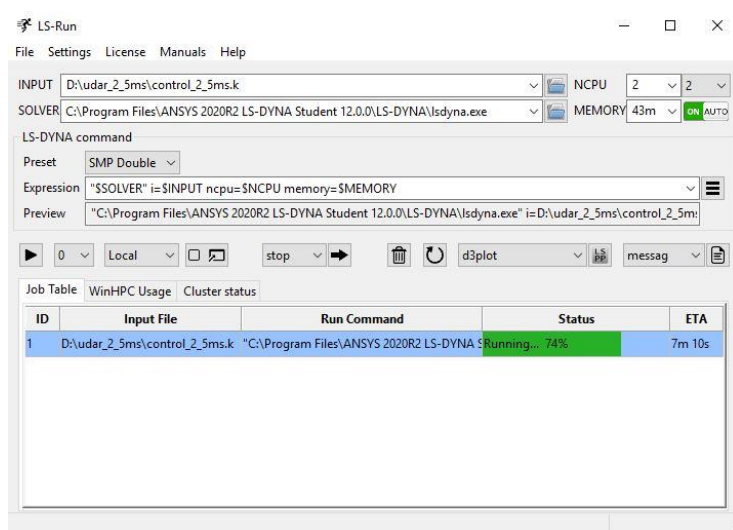 LS-Run
File Settings License Manuals Help
INPUT D:\udar_2_5ms\control_2_5ms.k NCPU 2 2
SOLVER C:\Program Files\ANSYS 2020R2 LS-DYNA Student 12.0.0\LS-DYNA\lsdyna.exe MEMORY 43m ON AUTO
LS-DYNA command
Preset SMP Double
Expression "$SOLVER" i=$INPUT ncpu=$NCPU memory=$MEMORY
Preview "C:\Program Files\ANSYS 2020R2 LS-DYNA Student 12.0.0\LS-DYNA\lsdyna.exe" i=D:\udar_2_5ms\control_2_5m:
0 Local stop d3plot LS PP messag
Job Table WinHPC Usage Cluster status
ID Input File Run Command Status ETA
1 D:\udar_2_5ms\control_2_5ms.k "C:\Program Files\ANSYS 2020R2 LS-DYNA S Running... 74% 7m 10s